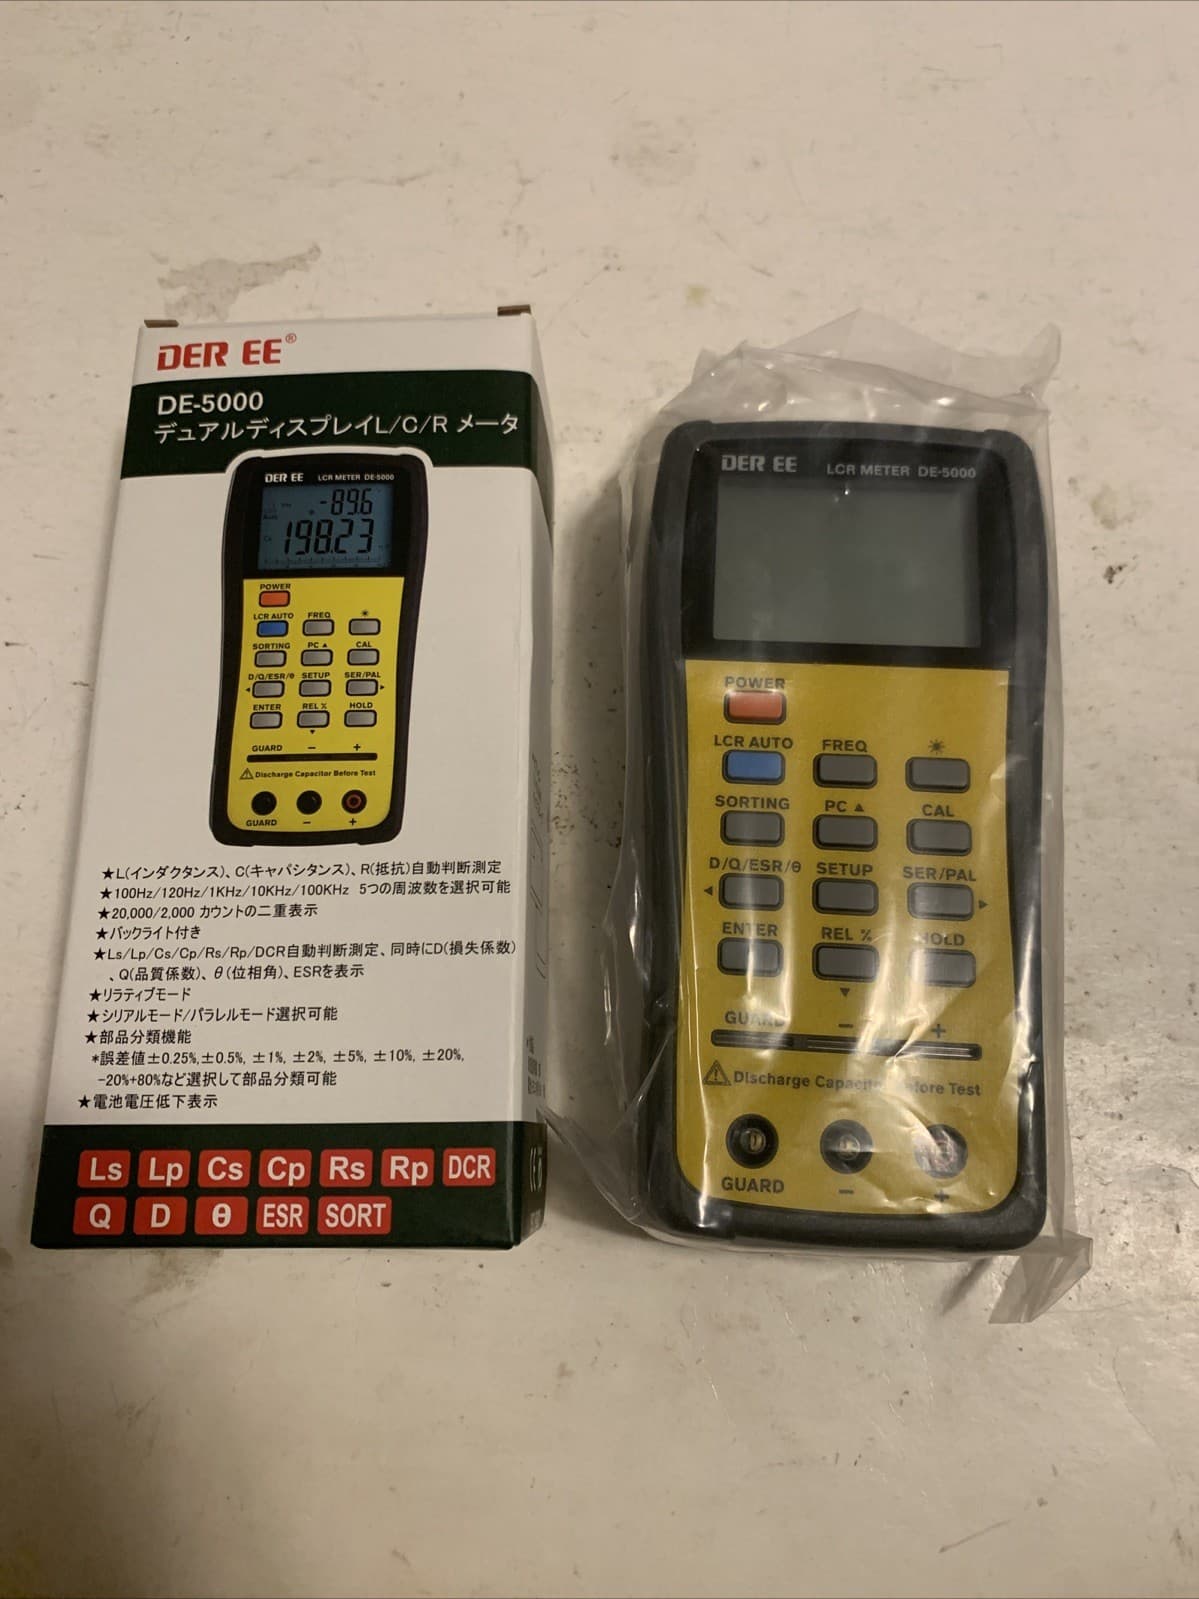 DER EE®
DE-5000
デュアルディスプレイL/C/R メータ
DER EE LCR METER DE-5000
-89.6
198.23
POWER
LCR AUTO FREQ
SORTING PC ▲ CAL
D/Q/ESR/θ SETUP SER/PAL
ENTER REL % HOLD
GUARD − +
⚠ Discharge Capacitor Before Test
GUARD − +
★L(インダクタンス)、C(キャパシタンス)、R(抵抗)自動判断測定
★100Hz/120Hz/1KHz/10KHz/100KHz 5つの周波数を選択可能
★20,000/2,000 カウントの二重表示
★バックライト付き
★Ls/Lp/Cs/Cp/Rs/Rp/DCR自動判断測定、同時にD(損失係数)
、Q(品質係数)、θ(位相角)、ESRを表示
★リラティブモード
★シリアルモード/パラレルモード選択可能
★部品分類機能
*誤差値±0.25%,±0.5%, ±1%, ±2%, ±5%, ±10%, ±20%,
-20%+80%など選択して部品分類可能
★電池電圧低下表示
Ls Lp Cs Cp Rs Rp DCR
Q D θ ESR SORT
DER EE LCR METER DE-5000
POWER
LCR AUTO FREQ
SORTING PC ▲ CAL
D/Q/ESR/θ SETUP SER/PAL
ENTER REL % HOLD
GUARD − +
⚠ Discharge Capacitor Before Test
GUARD − +